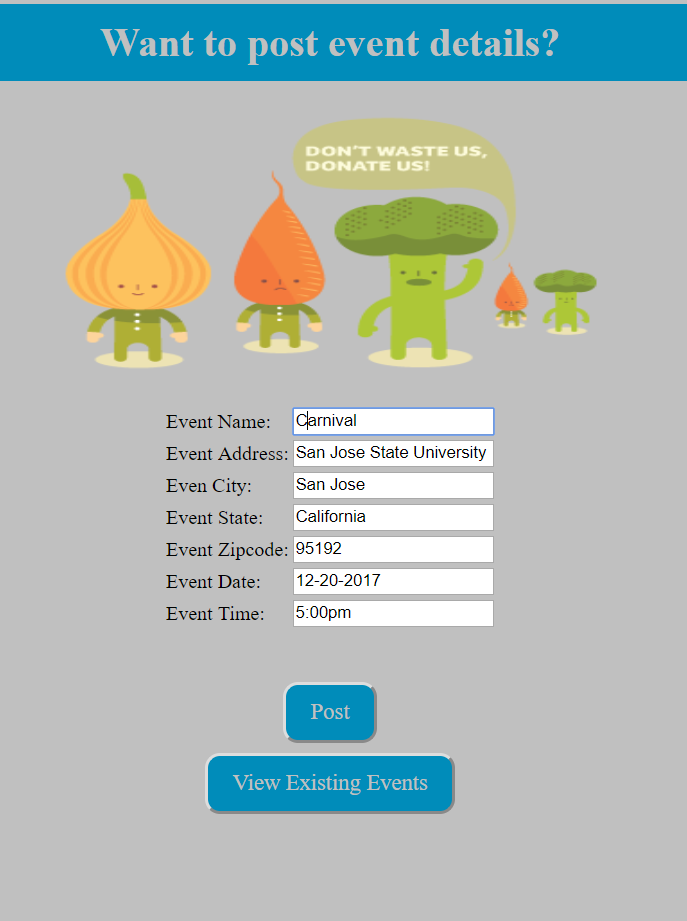 Want to post event details?
DON'T WASTE US,
DONATE US!
Event Name: Carnival
Event Address: San Jose State University
Even City: San Jose
Event State: California
Event Zipcode: 95192
Event Date: 12-20-2017
Event Time: 5:00pm
Post
View Existing Events